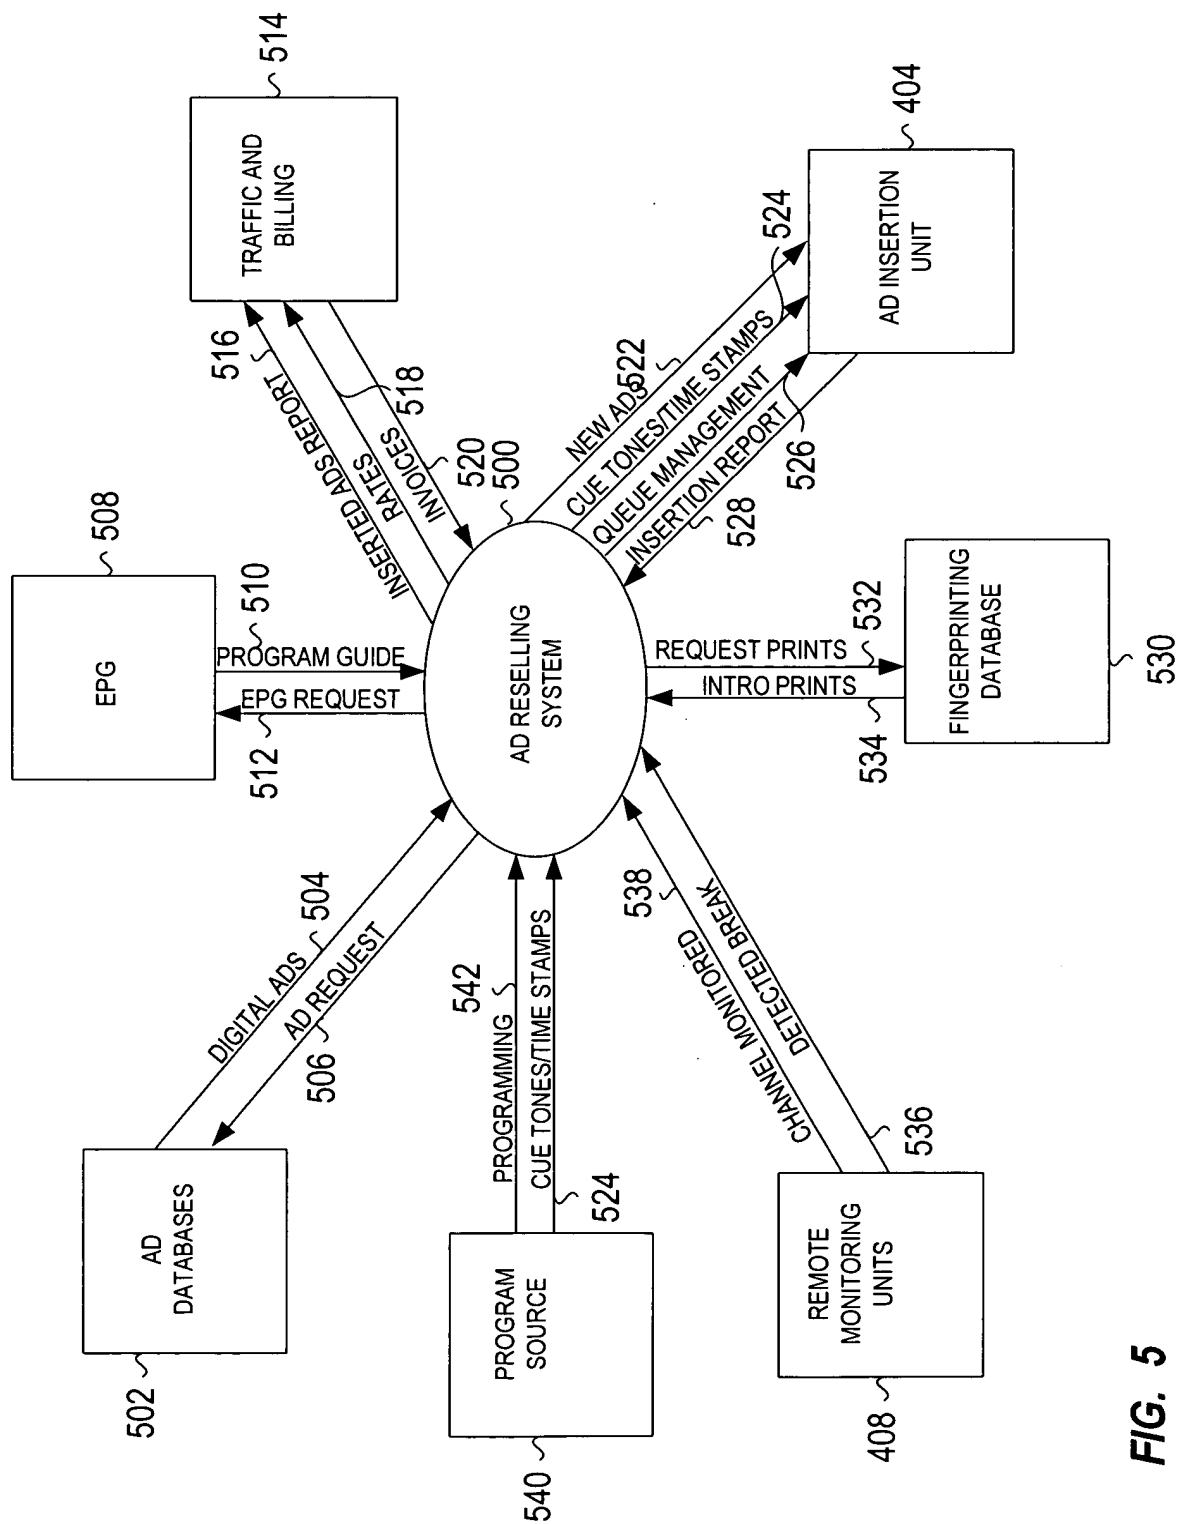 502
AD
DATABASES
DIGITAL ADS
504
AD REQUEST
506
EPG
508
PROGRAM GUIDE
510
EPG REQUEST
512
TRAFFIC AND
BILLING
514
INSERTED ADS REPORT
516
RATES
518
INVOICES
520
500
AD RESELLING
SYSTEM
540
PROGRAM
SOURCE
PROGRAMMING
542
CUE TONES/TIME STAMPS
524
NEW ADS
522
CUE TONES/TIME STAMPS
524
QUEUE MANAGEMENT
526
INSERTION REPORT
528
AD INSERTION
UNIT
404
408
REMOTE
MONITORING
UNITS
CHANNEL MONITORED
538
DETECTED BREAK
536
REQUEST PRINTS
532
INTRO PRINTS
534
FINGERPRINTING
DATABASE
530
FIG. 5